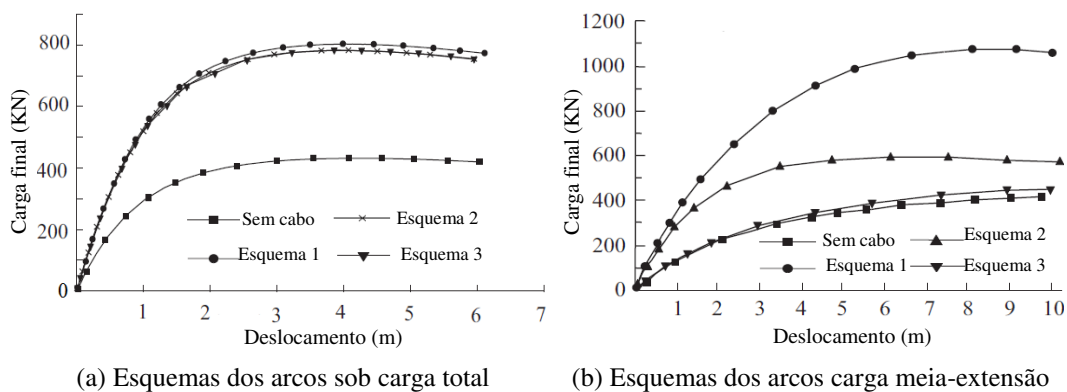 Carga final (KN)
800
600
400
200
0
1 2 3 4 5 6 7
Deslocamento (m)
Sem cabo
Esquema 2
Esquema 1
Esquema 3
(a) Esquemas dos arcos sob carga total
Carga final (KN)
1200
1000
800
600
400
200
0
1 2 3 4 5 6 7 8 9 10
Deslocamento (m)
Sem cabo
Esquema 2
Esquema 1
Esquema 3
(b) Esquemas dos arcos carga meia-extensão